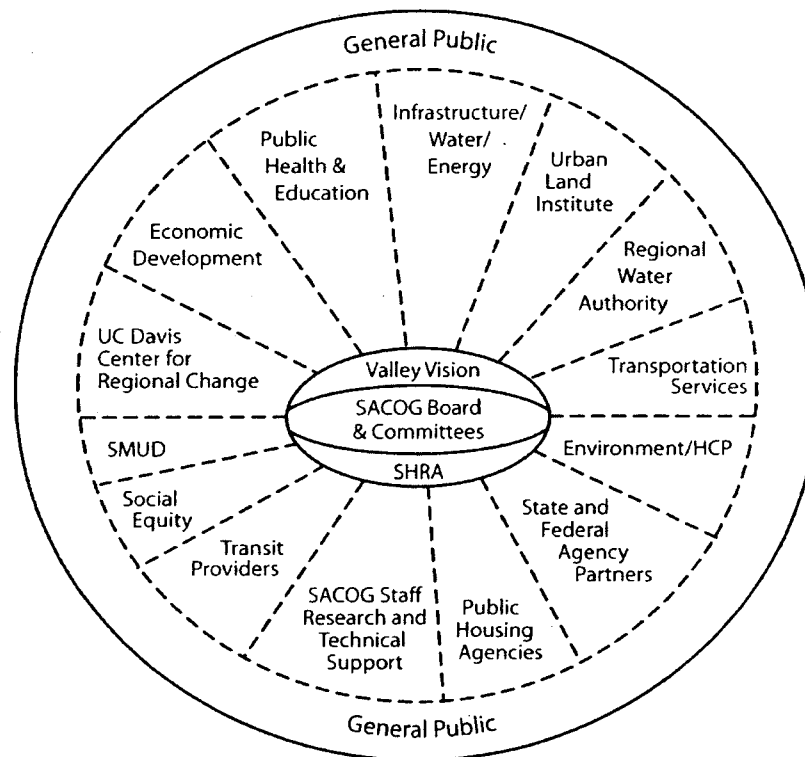 General Public
Public
Health &
Education
Infrastructure/
Water/
Energy
Urban
Land
Institute
Economic
Development
Regional
Water
Authority
UC Davis
Center for
Regional Change
Valley Vision
Transportation
Services
SACOG Board
& Committees
SMUD
Environment/HCP
SHRA
Social
Equity
State and
Federal
Agency
Partners
Transit
Providers
SACOG Staff
Research and
Technical
Support
Public
Housing
Agencies
General Public